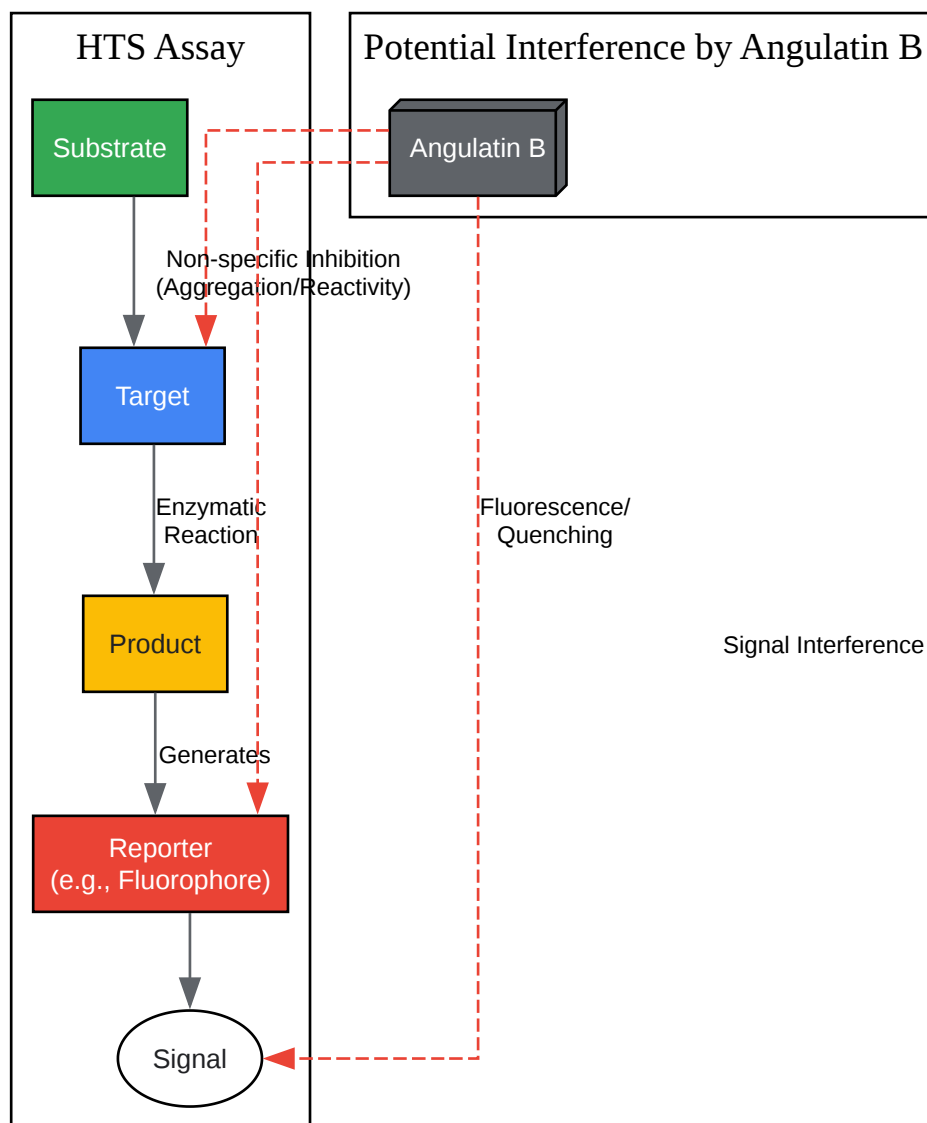 HTS Assay
Potential Interference by Angulatin B
Substrate
Angulatin B
Non-specific Inhibition
(Aggregation/Reactivity)
Target
Enzymatic
Reaction
Fluorescence/
Quenching
Product
Signal Interference
Generates
Reporter
(e.g., Fluorophore)
Signal